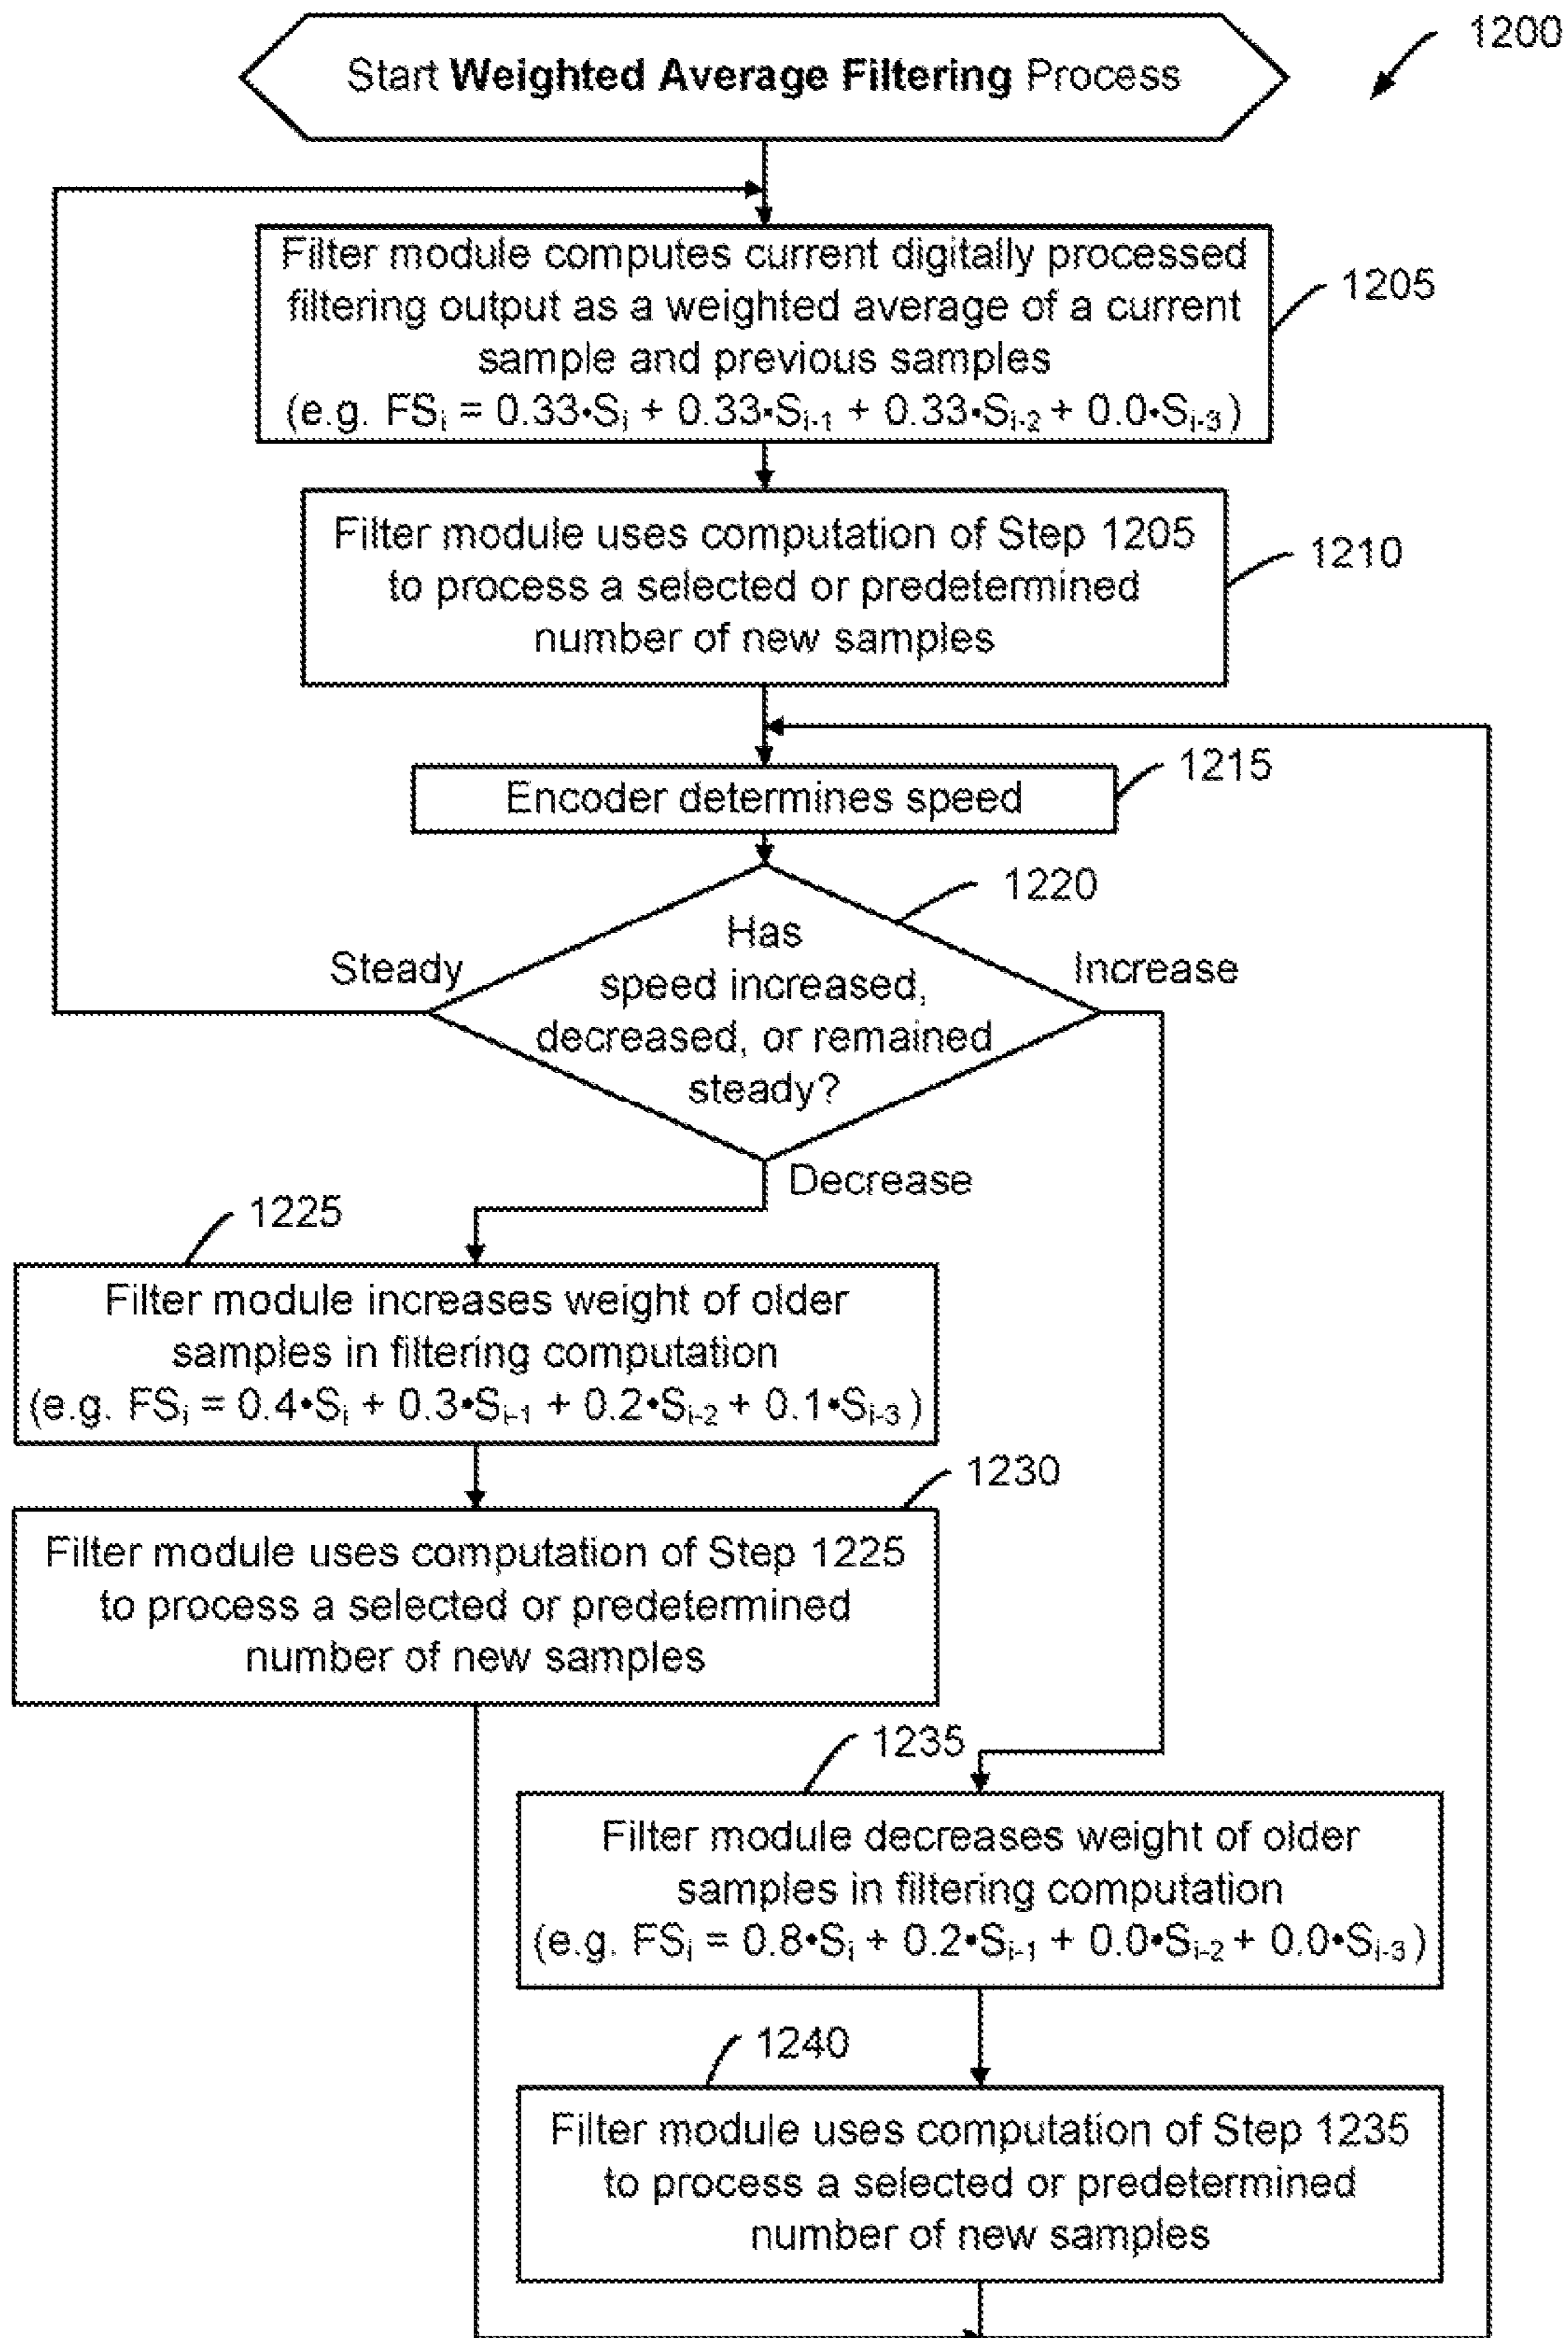 1200
Start Weighted Average Filtering Process
Filter module computes current digitally processed
filtering output as a weighted average of a current
sample and previous samples
(e.g. FSᵢ = 0.33•Sᵢ + 0.33•Sᵢ₋₁ + 0.33•Sᵢ₋₂ + 0.0•Sᵢ₋₃)
1205
Filter module uses computation of Step 1205
to process a selected or predetermined
number of new samples
1210
Encoder determines speed
1215
1220
Has
speed increased,
decreased, or remained
steady?
Steady
Increase
Decrease
1225
Filter module increases weight of older
samples in filtering computation
(e.g. FSᵢ = 0.4•Sᵢ + 0.3•Sᵢ₋₁ + 0.2•Sᵢ₋₂ + 0.1•Sᵢ₋₃)
1230
Filter module uses computation of Step 1225
to process a selected or predetermined
number of new samples
1235
Filter module decreases weight of older
samples in filtering computation
(e.g. FSᵢ = 0.8•Sᵢ + 0.2•Sᵢ₋₁ + 0.0•Sᵢ₋₂ + 0.0•Sᵢ₋₃)
1240
Filter module uses computation of Step 1235
to process a selected or predetermined
number of new samples